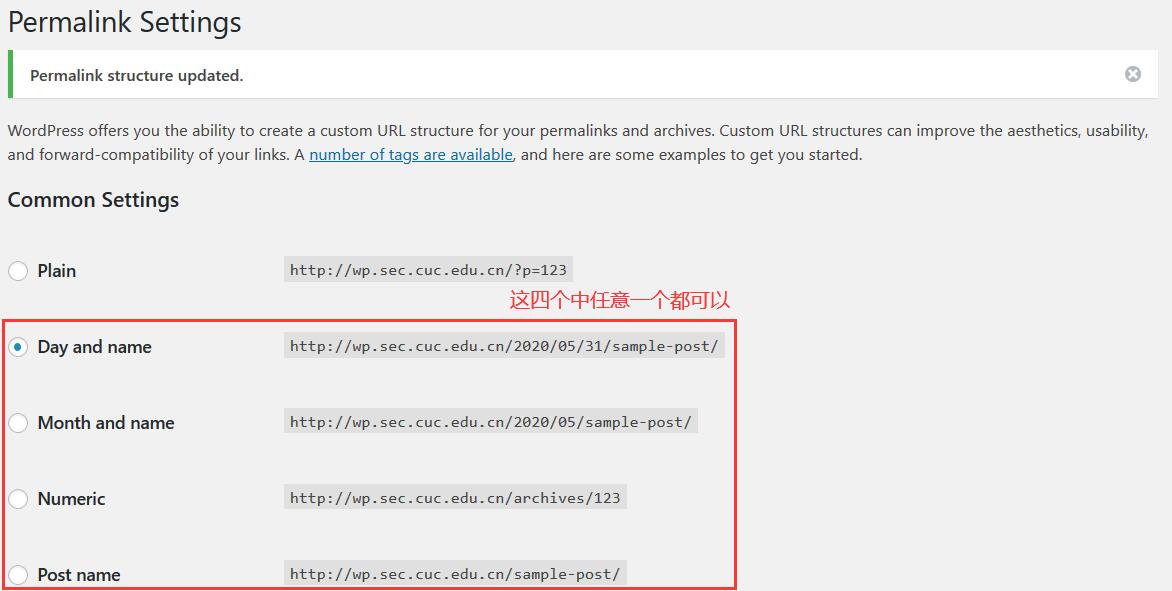 Permalink Settings
Permalink structure updated.
WordPress offers you the ability to create a custom URL structure for your permalinks and archives. Custom URL structures can improve the aesthetics, usability,
and forward-compatibility of your links. A number of tags are available, and here are some examples to get you started.
Common Settings
Plain http://wp.sec.cuc.edu.cn/?p=123
这四个中任意一个都可以
Day and name http://wp.sec.cuc.edu.cn/2020/05/31/sample-post/
Month and name http://wp.sec.cuc.edu.cn/2020/05/sample-post/
Numeric http://wp.sec.cuc.edu.cn/archives/123
Post name http://wp.sec.cuc.edu.cn/sample-post/